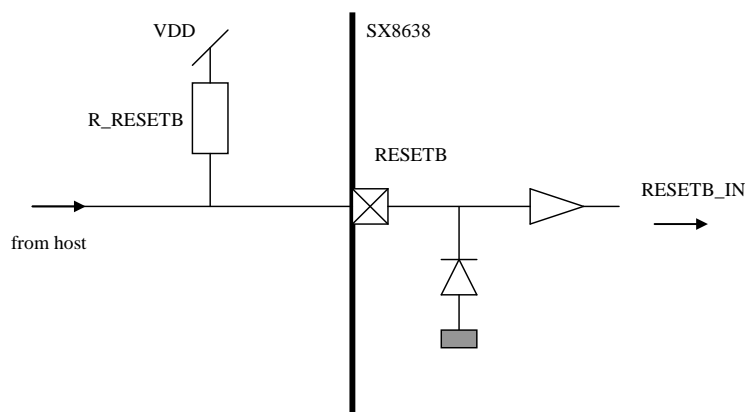 VDD
SX8638
R_RESETB
RESETB
RESETB_IN
from host